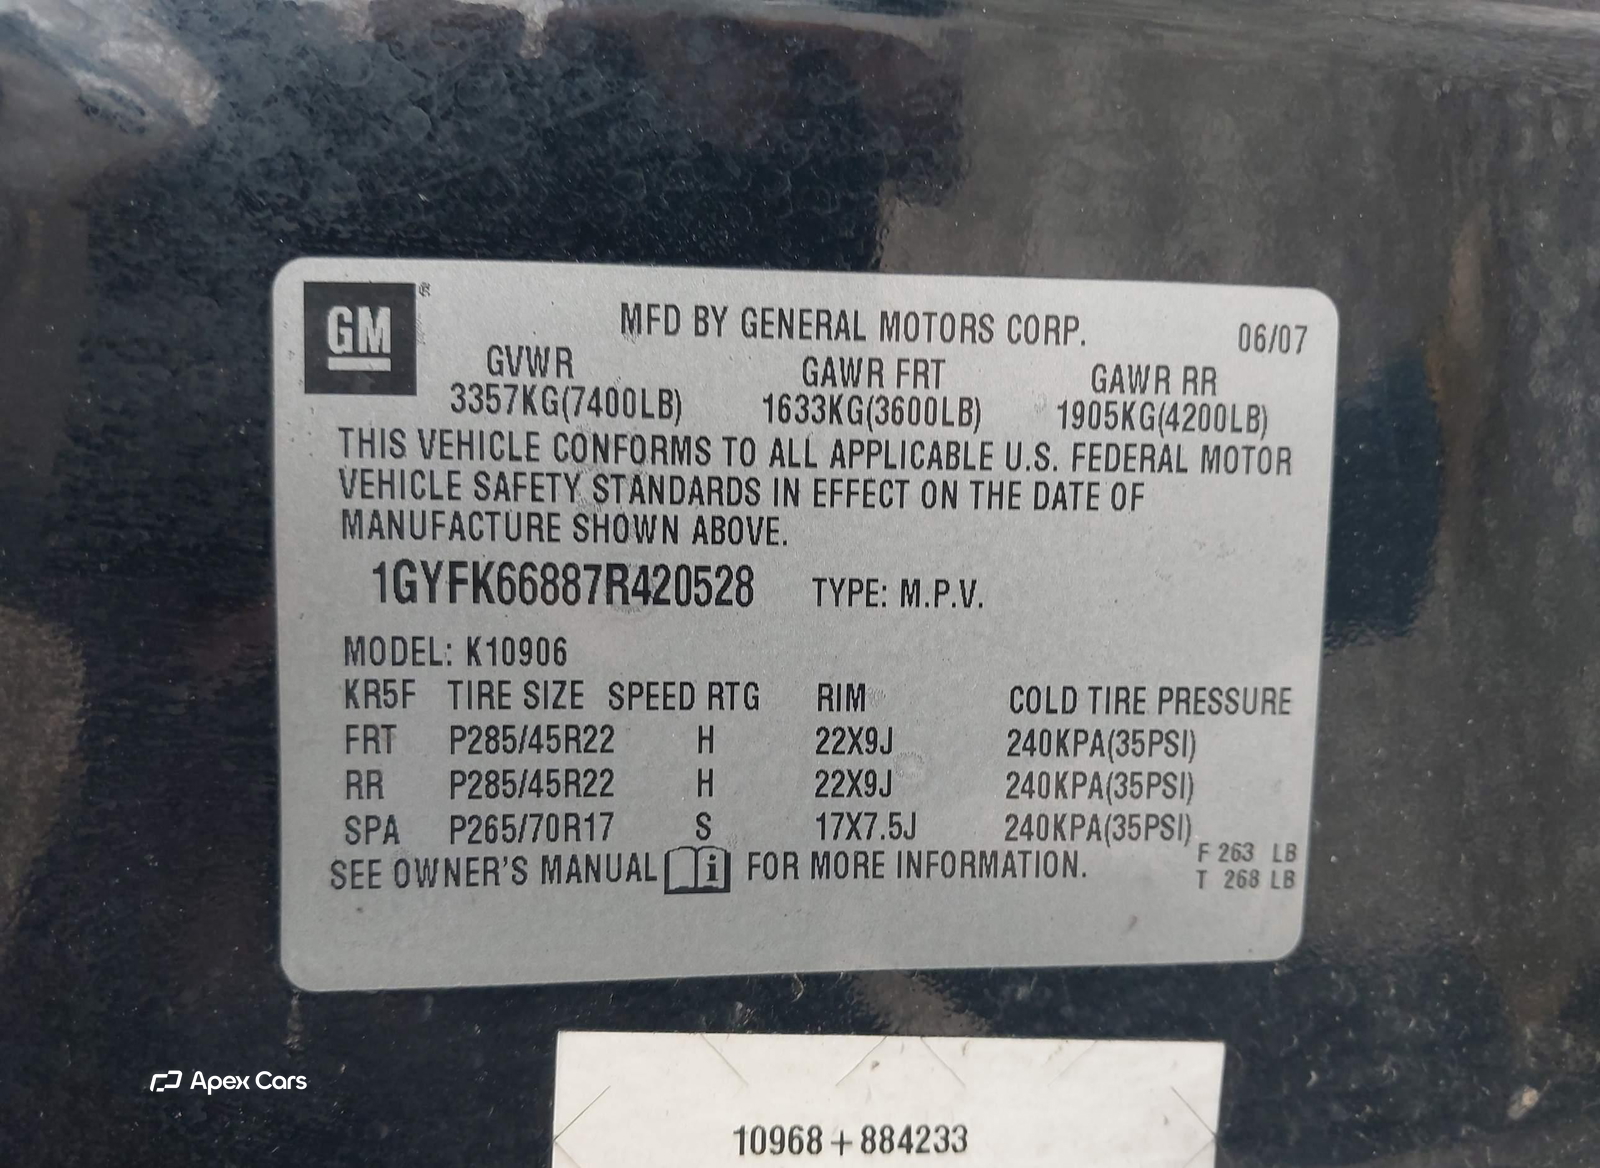 GM ®
MFD BY GENERAL MOTORS CORP. 06/07
GVWR GAWR FRT GAWR RR
3357KG(7400LB) 1633KG(3600LB) 1905KG(4200LB)
THIS VEHICLE CONFORMS TO ALL APPLICABLE U.S. FEDERAL MOTOR
VEHICLE SAFETY STANDARDS IN EFFECT ON THE DATE OF
MANUFACTURE SHOWN ABOVE.
1GYFK66887R420528 TYPE: M.P.V.
MODEL: K10906
KR5F TIRE SIZE SPEED RTG RIM COLD TIRE PRESSURE
FRT P285/45R22 H 22X9J 240KPA(35PSI)
RR P285/45R22 H 22X9J 240KPA(35PSI)
SPA P265/70R17 S 17X7.5J 240KPA(35PSI)
SEE OWNER'S MANUAL i FOR MORE INFORMATION.
F 263 LB
T 268 LB
Apex Cars
10968+884233